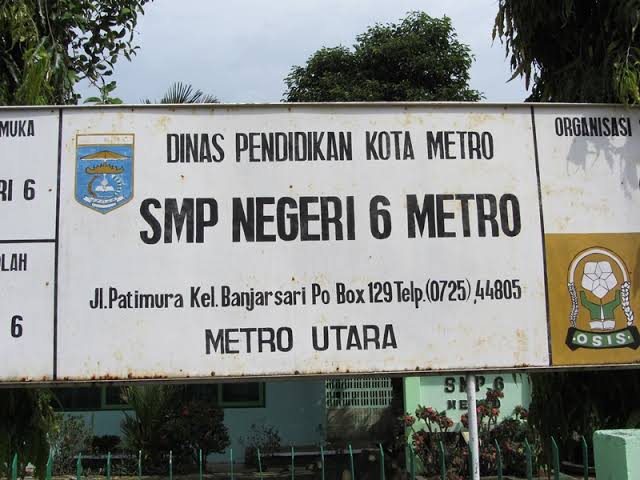 MUKA
RI 6
LAH
6
DINAS PENDIDIKAN KOTA METRO
SMP NEGERI 6 METRO
Jl.Patimura Kel.Banjarsari Po Box 129 Telp.(0725),44805
METRO UTARA
ORGANISASI
OSIS
SMP 6
ME